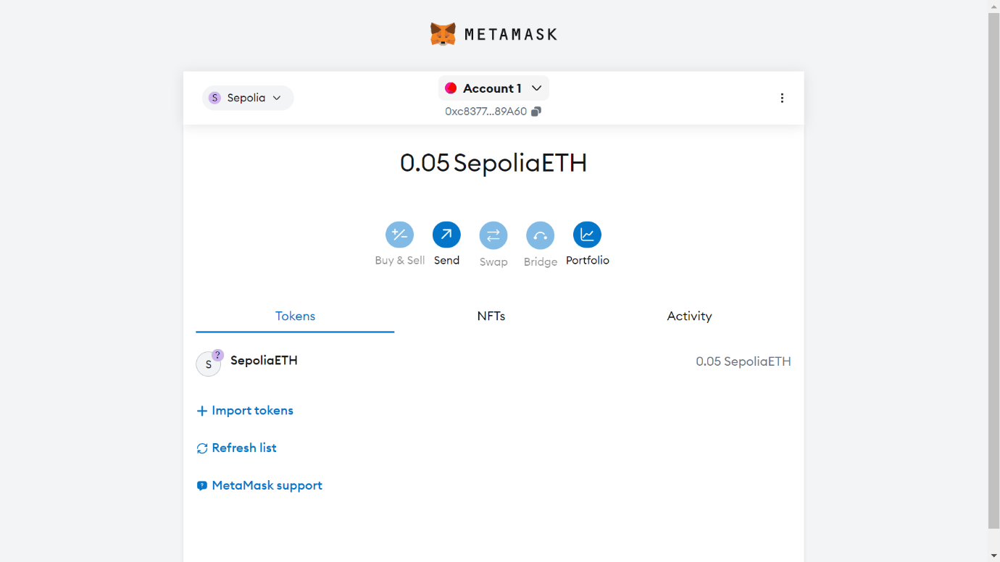 METAMASK
S Sepolia
Account 1
0xc8377...89A60
0.05 SepoliaETH
Buy & Sell Send Swap Bridge Portfolio
Tokens NFTs Activity
S ? SepoliaETH 0.05 SepoliaETH
Import tokens
Refresh list
? MetaMask support